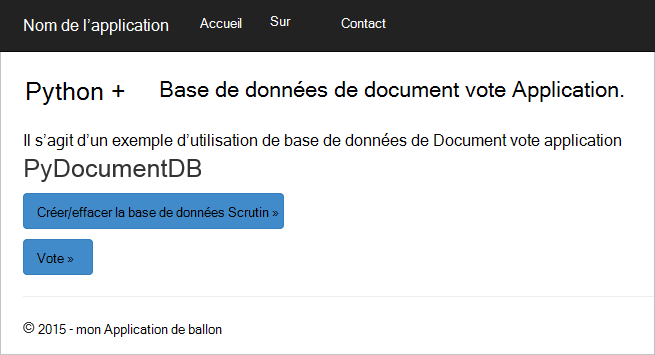 Nom de l’application Accueil Sur Contact
Python + Base de données de document vote Application.
Il s’agit d’un exemple d’utilisation de base de données de Document vote application
PyDocumentDB
Créer/effacer la base de données Scrutin »
Vote »
© 2015 - mon Application de ballon